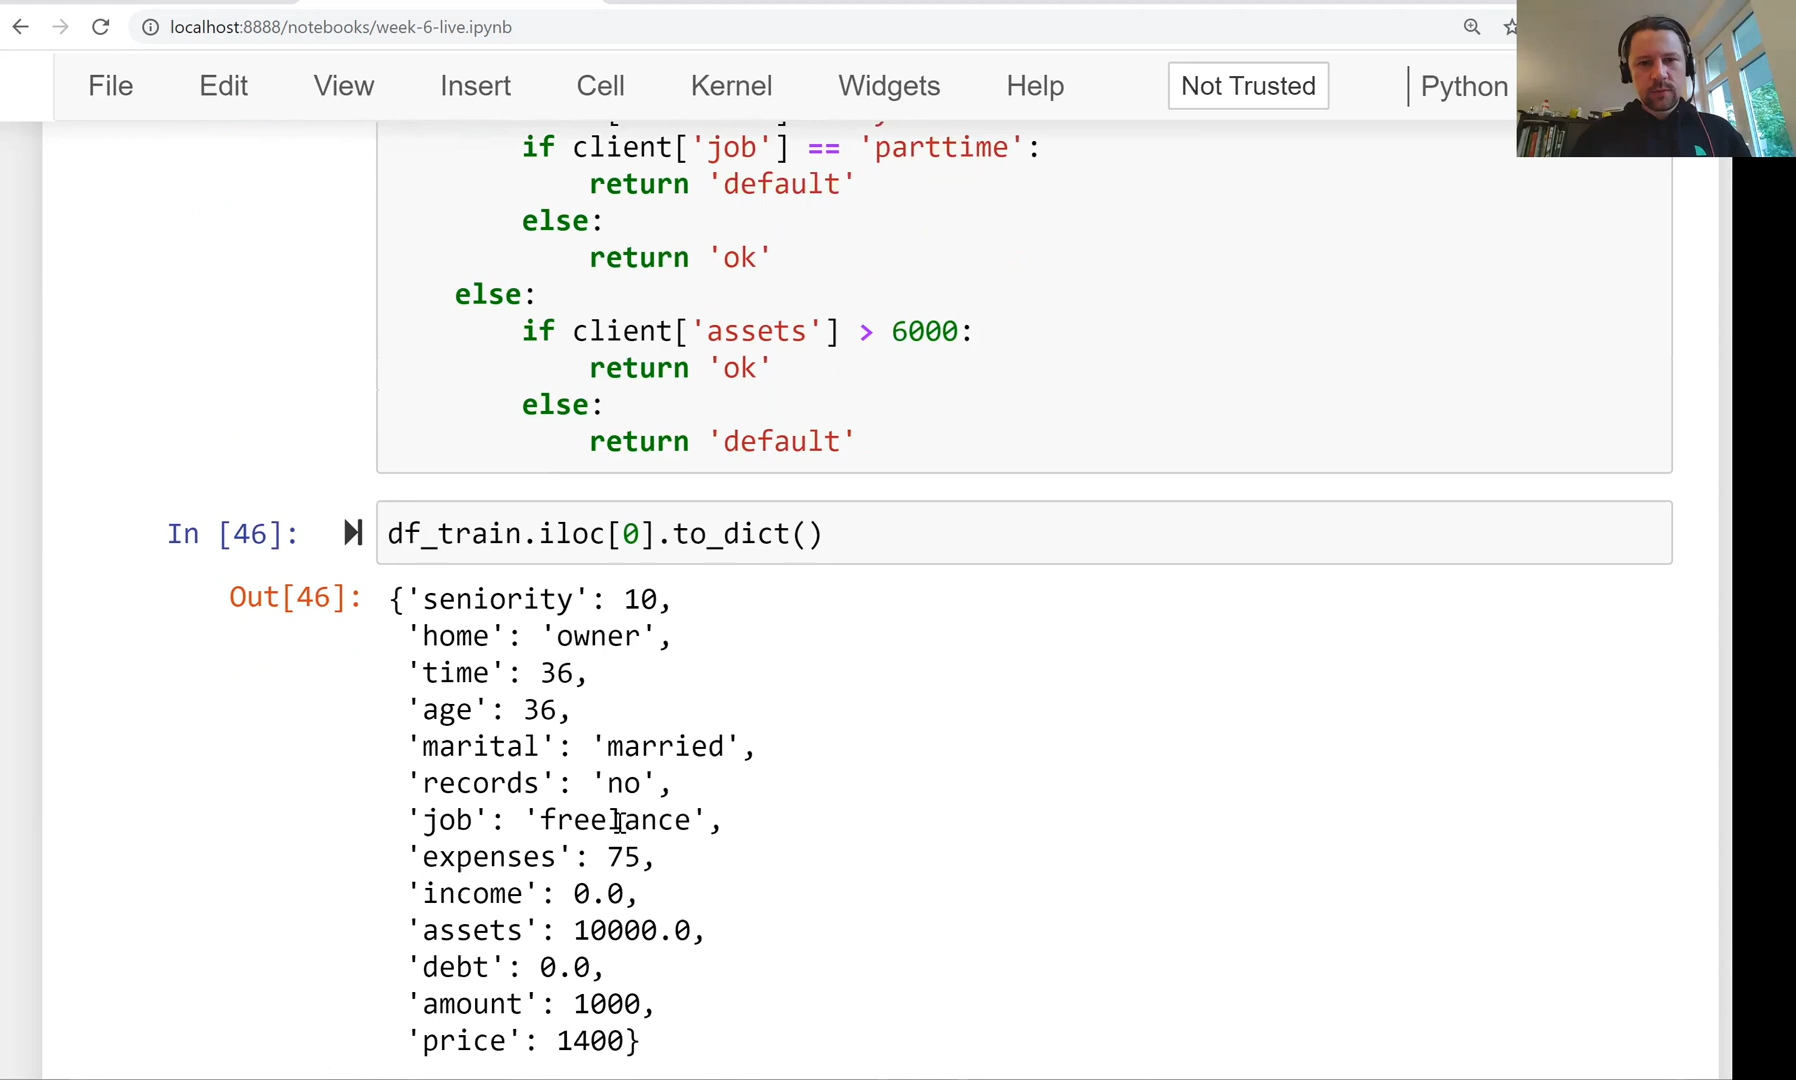 localhost:8888/notebooks/week-6-live.ipynb
File Edit View Insert Cell Kernel Widgets Help Not Trusted Python
if client['job'] == 'parttime':
return 'default'
else:
return 'ok'
else:
if client['assets'] > 6000:
return 'ok'
else:
return 'default'
In [46]: df_train.iloc[0].to_dict()
Out[46]: {'seniority': 10,
'home': 'owner',
'time': 36,
'age': 36,
'marital': 'married',
'records': 'no',
'job': 'freelance',
'expenses': 75,
'income': 0.0,
'assets': 10000.0,
'debt': 0.0,
'amount': 1000,
'price': 1400}